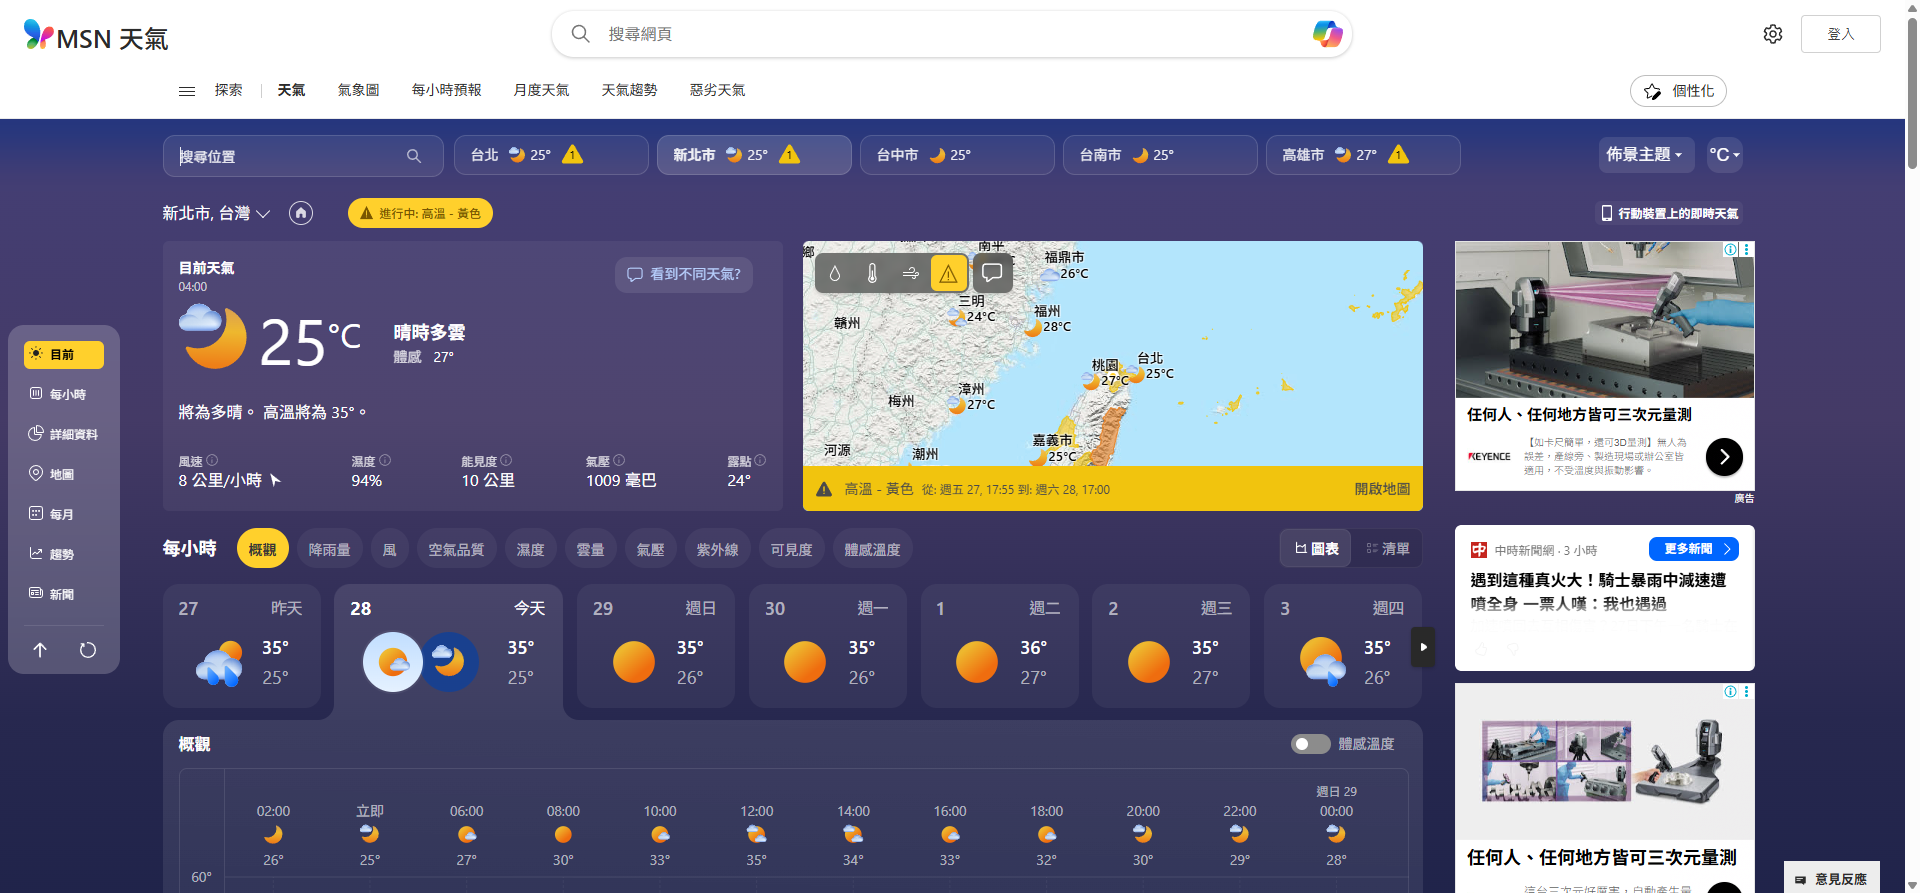 MSN 天氣
搜尋網頁
登入
探索
天氣
氣象圖
每小時預報
月度天氣
天氣趨勢
惡劣天氣
個性化
搜尋位置
台北 25° 1
新北市 25° 1
台中市 25°
台南市 25°
高雄市 27° 1
佈景主題
°C
新北市, 台灣
進行中: 高溫 - 黃色
行動裝置上的即時天氣
目前天氣
04:00
看到不同天氣?
25°C
晴時多雲
體感 27°
將為多晴。 高溫將為 35°。
風速
8 公里/小時
濕度
94%
能見度
10 公里
氣壓
1009 毫巴
露點
24°
目前
每小時
詳細資料
地圖
每月
趨勢
新聞
鄉
南平
福鼎市
26°C
三明
24°C
福州
28°C
贛州
桃園
27°C
台北
25°C
漳州
27°C
梅州
嘉義市
25°C
河源
潮州
高溫 - 黃色 從: 週五 27, 17:55 到: 週六 28, 17:00
開啟地圖
任何人、任何地方皆可三次元量測
KEYENCE
【如卡尺簡單，還可3D量測】無人為
誤差，產線旁、製造現場或辦公室皆
適用，不受溫度與振動影響。
廣告
中時新聞網 · 3 小時
更多新聞
遇到這種真火大！騎士暴雨中減速遭
噴全身 一票人嘆：我也遇過
任何人、任何地方皆可三次元量測
意見反應
每小時
概觀
降雨量
風
空氣品質
濕度
雲量
氣壓
紫外線
可見度
體感溫度
圖表
清單
27 昨天
35°
25°
28 今天
35°
25°
29 週日
35°
26°
30 週一
35°
26°
1 週二
36°
27°
2 週三
35°
27°
3 週四
35°
26°
概觀
體感溫度
週日 29
02:00 立即 06:00 08:00 10:00 12:00 14:00 16:00 18:00 20:00 22:00 00:00
26° 25° 27° 30° 33° 35° 34° 33° 32° 30° 29° 28°
60°